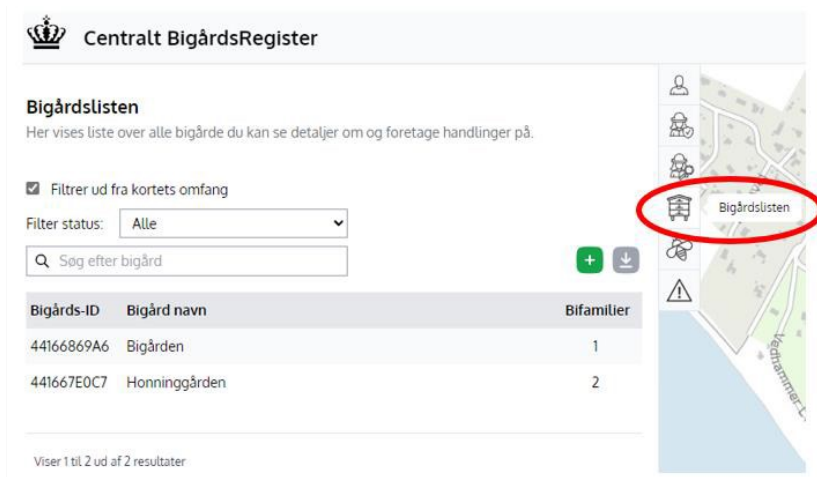 Centralt BigårdsRegister
Bigårdslisten
Her vises liste over alle bigårde du kan se detaljer om og foretage handlinger på.
Filtrer ud fra kortets omfang
Filter status: Alle
Søg efter bigård
Bigårdslisten
Bigårds-ID Bigård navn Bifamilier
44166869A6 Bigården 1
441667E0C7 Honninggården 2
Viser 1 til 2 ud af 2 resultater